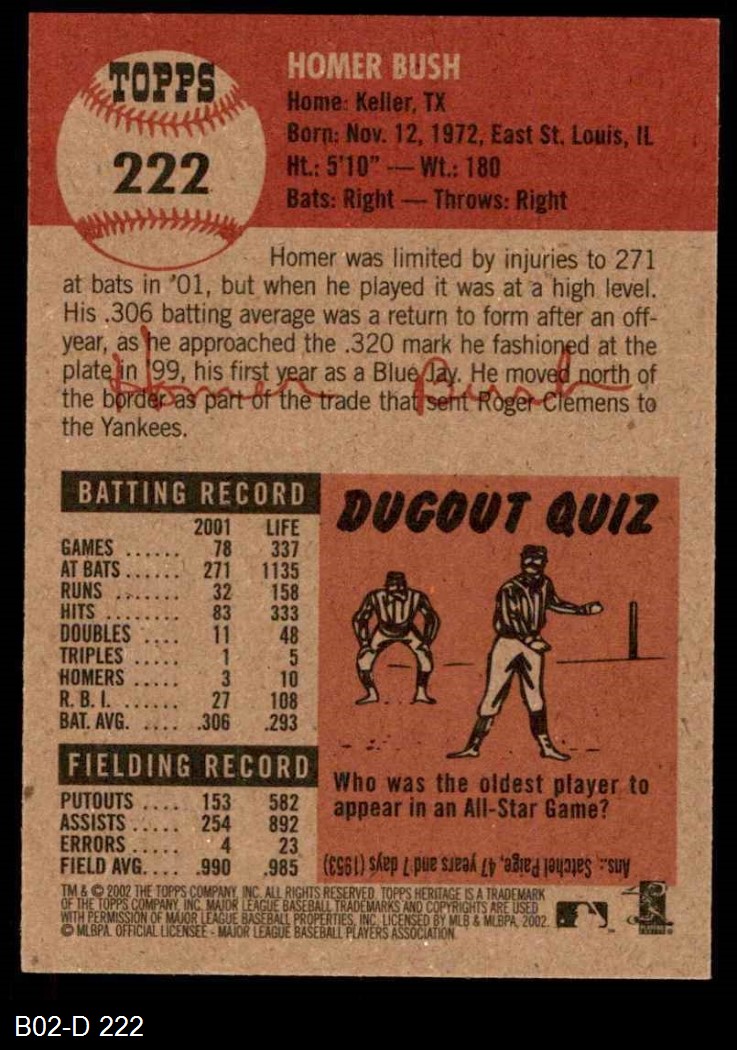 TOPPS
222
HOMER BUSH
Home: Keller, TX
Born: Nov. 12, 1972, East St. Louis, IL
Ht.: 5'10" — Wt.: 180
Bats: Right — Throws: Right
Homer was limited by injuries to 271
at bats in '01, but when he played it was at a high level.
His .306 batting average was a return to form after an off-
year, as he approached the .320 mark he fashioned at the
plate in '99, his first year as a Blue Jay. He moved north of
the border as part of the trade that sent Roger Clemens to
the Yankees.
Homer Bush
BATTING RECORD
2001 LIFE
GAMES ...... 78 337
AT BATS ...... 271 1135
RUNS ....... 32 158
HITS ........ 83 333
DOUBLES .... 11 48
TRIPLES ..... 1 5
HOMERS ..... 3 10
R. B. I. ...... 27 108
BAT. AVG. .... .306 .293
FIELDING RECORD
PUTOUTS .... 153 582
ASSISTS ..... 254 892
ERRORS ..... 4 23
FIELD AVG. ... .990 .985
DUGOUT QUIZ
Who was the oldest player to
appear in an All-Star Game?
Ans.: Satchel Paige, 47 years and 7 days (1953)
TM & © 2002 THE TOPPS COMPANY, INC. ALL RIGHTS RESERVED. TOPPS HERITAGE IS A TRADEMARK
OF THE TOPPS COMPANY, INC. MAJOR LEAGUE BASEBALL TRADEMARKS AND COPYRIGHTS ARE USED
WITH PERMISSION OF MAJOR LEAGUE BASEBALL PROPERTIES, INC. LICENSED BY MLB & MLBPA, 2002.
© MLBPA. OFFICIAL LICENSEE - MAJOR LEAGUE BASEBALL PLAYERS ASSOCIATION.
B02-D 222